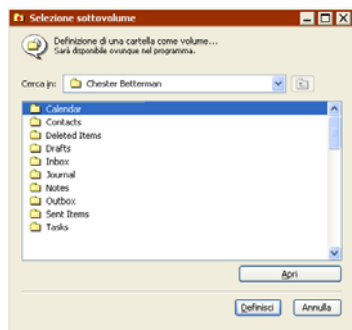 Selezione sottovolume
Definizione di una cartella come volume...
Sarà disponibile ovunque nel programma.
Cerca in: Chester Betterman
Calendar
Contacts
Deleted Items
Drafts
Inbox
Journal
Notes
Outbox
Sent Items
Tasks
Apri
Definisci Annulla